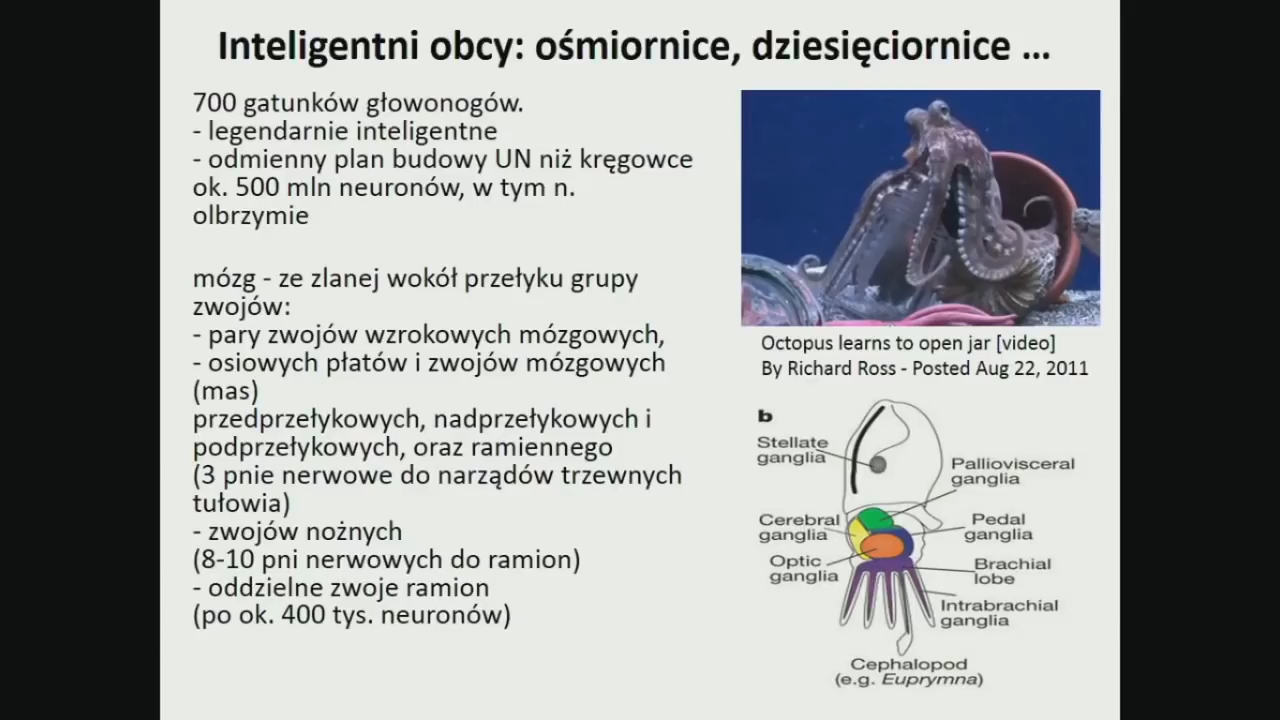 Inteligentni obcy: ośmiornice, dziesięciornice ...
700 gatunków głowonogów.
- legendarnie inteligentne
- odmienny plan budowy UN niż kręgowce
ok. 500 mln neuronów, w tym n.
olbrzymie
mózg - ze zlanej wokół przełyku grupy
zwojów:
- pary zwojów wzrokowych mózgowych,
- osiowych płatów i zwojów mózgowych
(mas)
przedprzełykowych, nadprzełykowych i
podprzełykowych, oraz ramiennego
(3 pnie nerwowe do narządów trzewnych
tułowia)
- zwojów nożnych
(8-10 pni nerwowych do ramion)
- oddzielne zwoje ramion
(po ok. 400 tys. neuronów)
Octopus learns to open jar [video]
By Richard Ross - Posted Aug 22, 2011
b
Stellate
ganglia
Palliovisceral
ganglia
Cerebral
ganglia
Pedal
ganglia
Optic
ganglia
Brachial
lobe
Intrabrachial
ganglia
Cephalopod
(e.g. Euprymna)